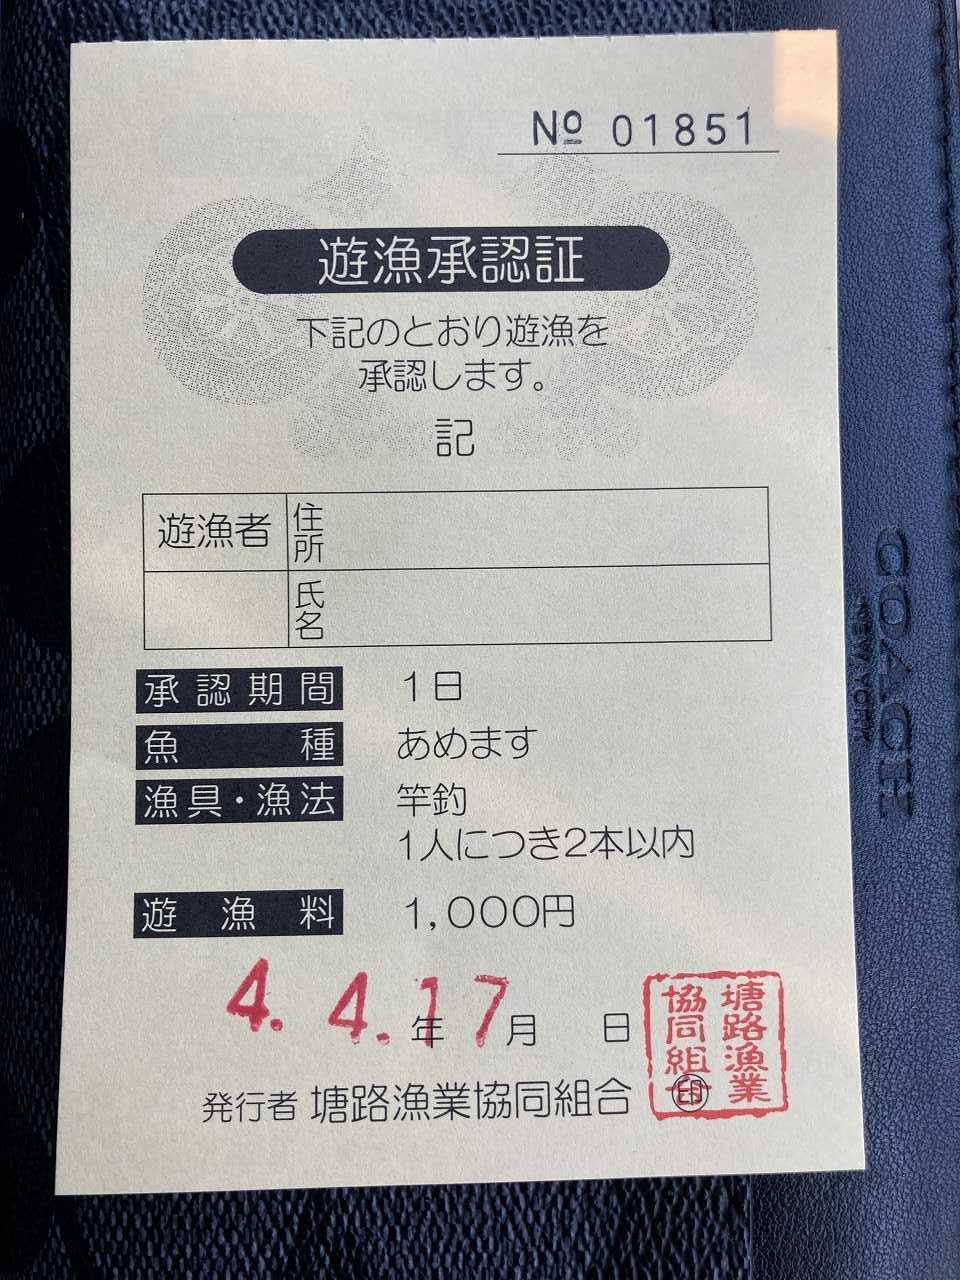 № 01851
遊漁承認証
下記のとおり遊漁を
承認します。
記
遊漁者 住所
氏名
承認期間 1日
魚種 あめます
漁具・漁法 竿釣
1人につき2本以内
遊漁料 1,000円
4. 4. 17
年 月 日
発行者 塘路漁業協同組合 ㊞
塘路漁業
協同組合
COACH
NEW YORK